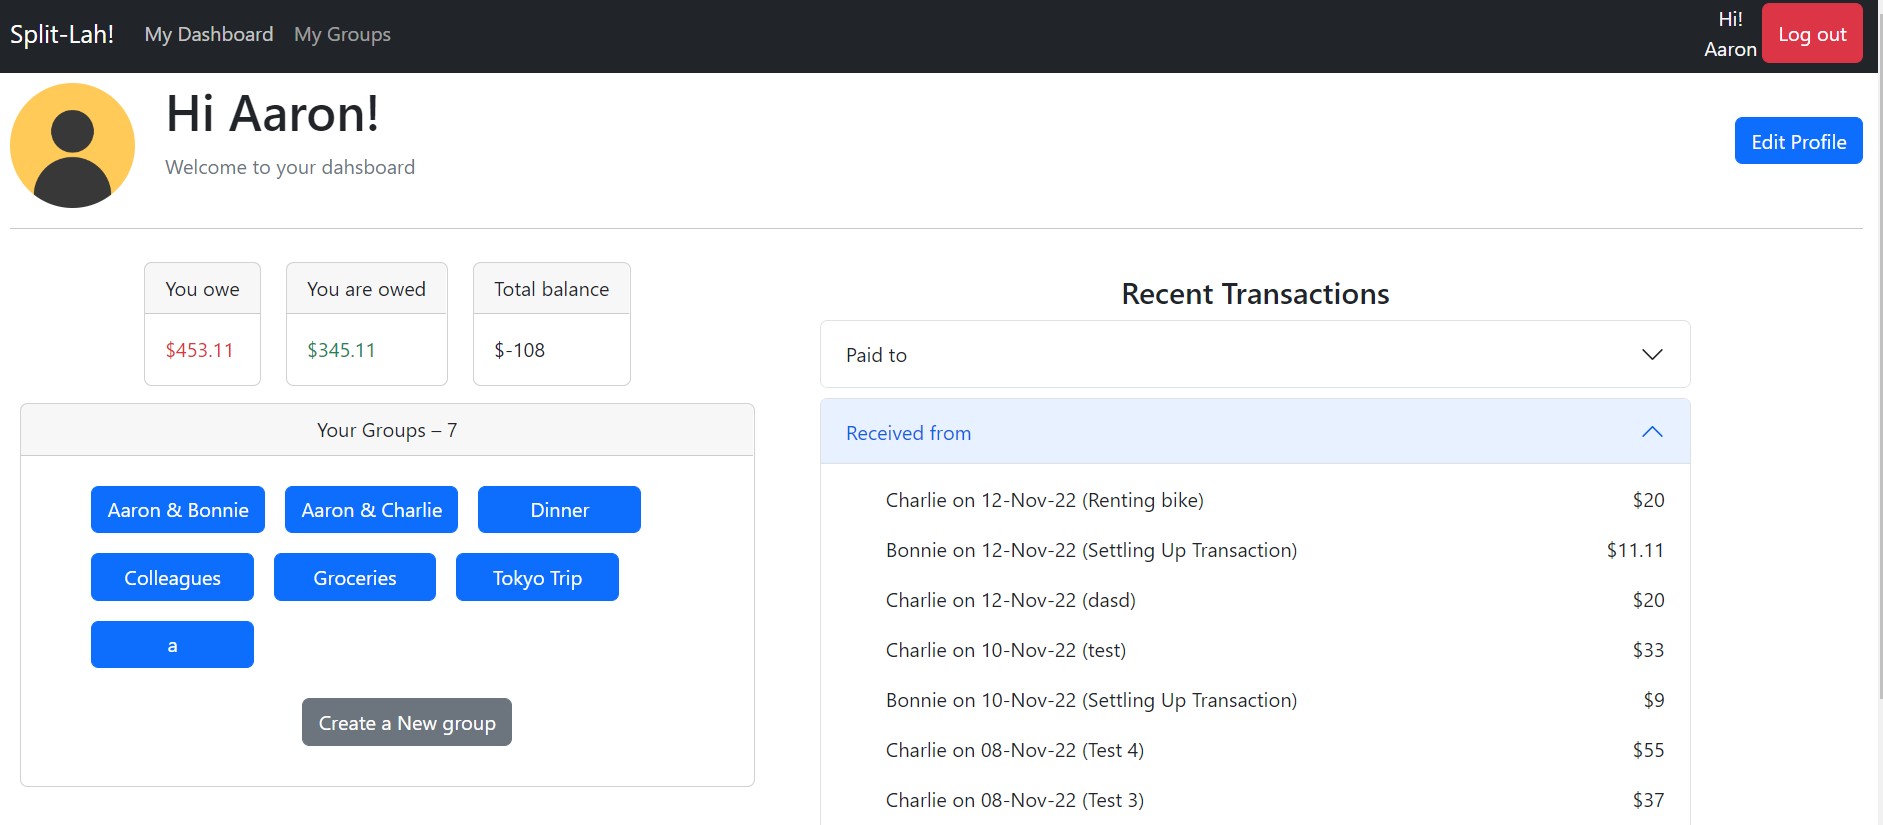 Split-Lah! My Dashboard My Groups
Hi!
Aaron
Log out
Hi Aaron!
Welcome to your dahsboard
Edit Profile
You owe
$453.11
You are owed
$345.11
Total balance
$-108
Your Groups – 7
Aaron & Bonnie
Aaron & Charlie
Dinner
Colleagues
Groceries
Tokyo Trip
a
Create a New group
Recent Transactions
Paid to
Received from
Charlie on 12-Nov-22 (Renting bike) $20
Bonnie on 12-Nov-22 (Settling Up Transaction) $11.11
Charlie on 12-Nov-22 (dasd) $20
Charlie on 10-Nov-22 (test) $33
Bonnie on 10-Nov-22 (Settling Up Transaction) $9
Charlie on 08-Nov-22 (Test 4) $55
Charlie on 08-Nov-22 (Test 3) $37